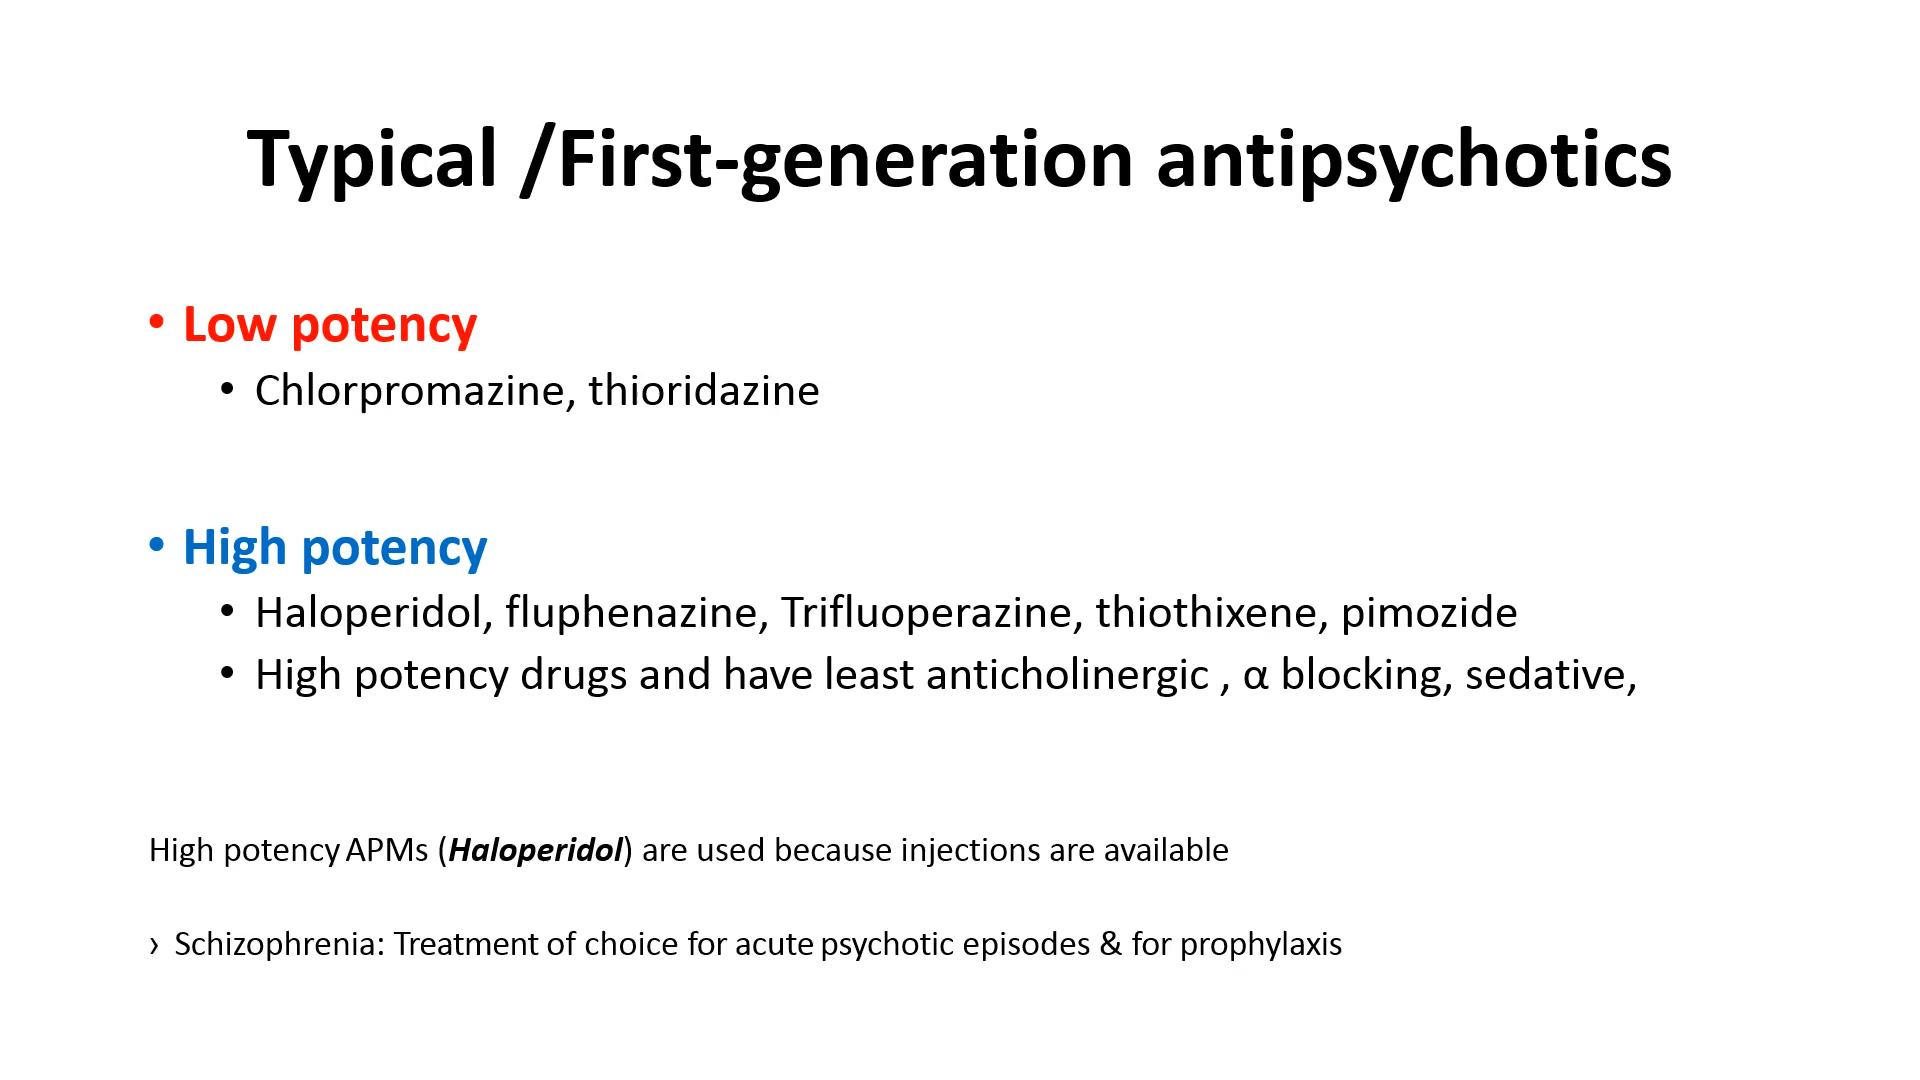 Typical /First-generation antipsychotics
• Low potency
• Chlorpromazine, thioridazine
• High potency
• Haloperidol, fluphenazine, Trifluoperazine, thiothixene, pimozide
• High potency drugs and have least anticholinergic , α blocking, sedative,
High potency APMs (Haloperidol) are used because injections are available
› Schizophrenia: Treatment of choice for acute psychotic episodes & for prophylaxis